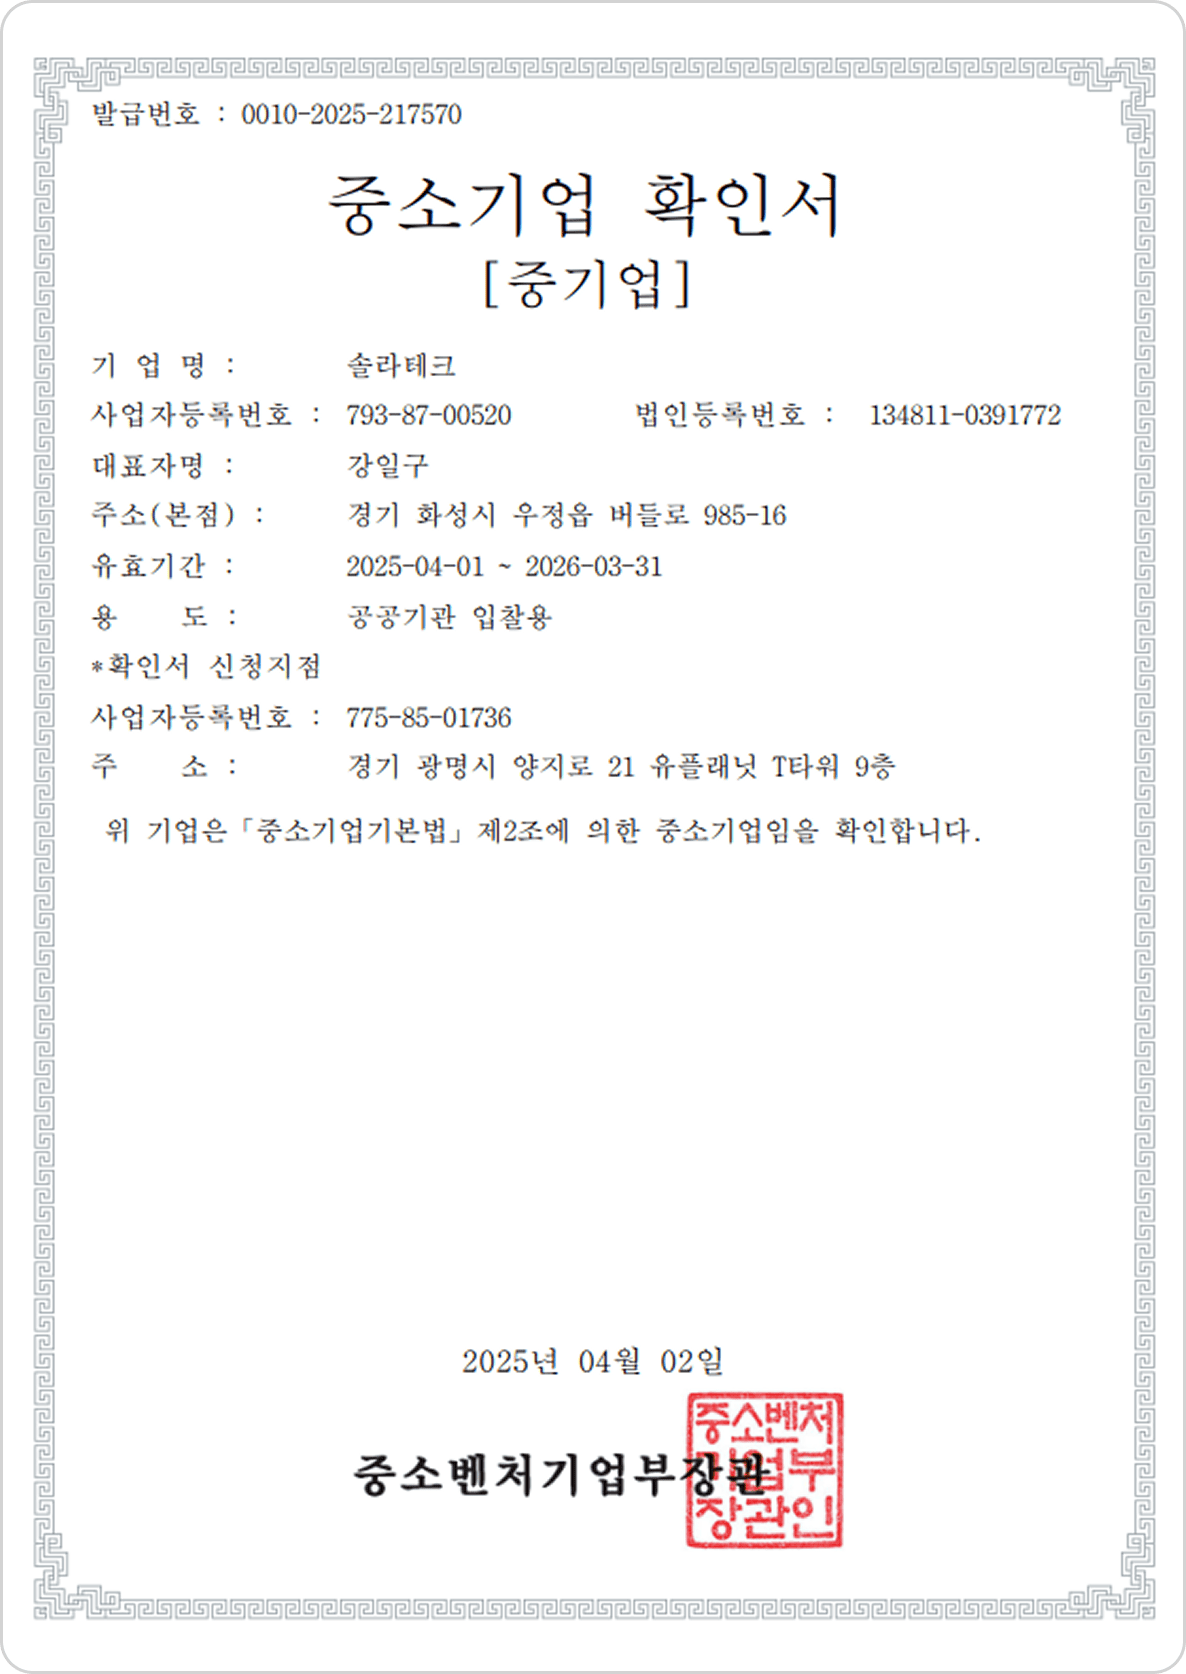 발급번호 : 0010-2025-217570
중소기업 확인서
[중기업]
기 업 명 : 솔라테크
사업자등록번호 : 793-87-00520 법인등록번호 : 134811-0391772
대표자명 : 강일구
주소(본점) : 경기 화성시 우정읍 버들로 985-16
유효기간 : 2025-04-01 ~ 2026-03-31
용 도 : 공공기관 입찰용
*확인서 신청지점
사업자등록번호 : 775-85-01736
주 소 : 경기 광명시 양지로 21 유플래닛 T타워 9층
위 기업은「중소기업기본법」제2조에 의한 중소기업임을 확인합니다.
2025년 04월 02일
중소벤처기업부장관
중소벤처
기업부
장관인